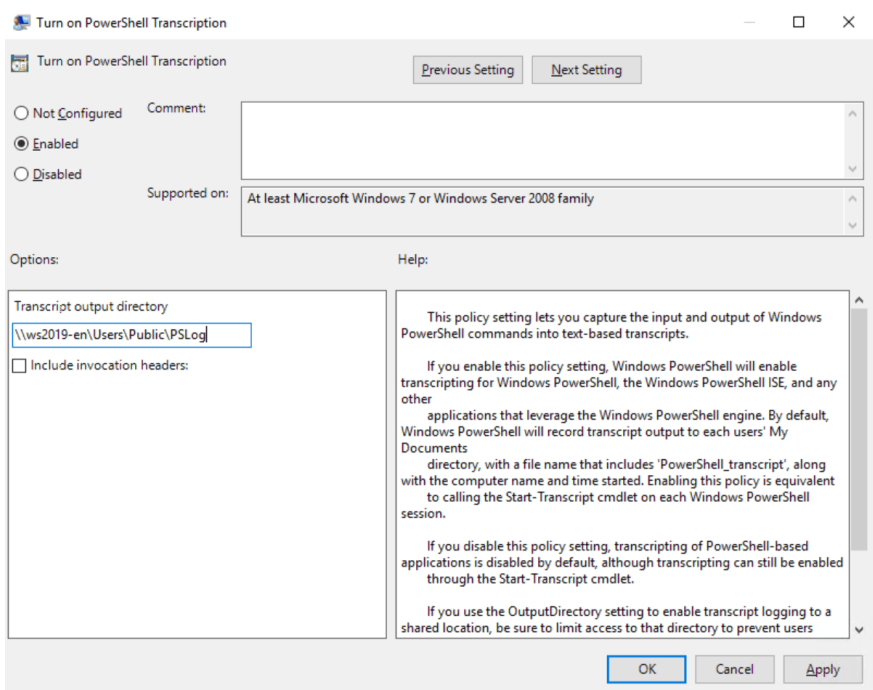 Turn on PowerShell Transcription
Turn on PowerShell Transcription
Previous Setting
Next Setting
Not Configured
Enabled
Disabled
Comment:
Supported on:
At least Microsoft Windows 7 or Windows Server 2008 family
Options:
Help:
Transcript output directory
\\ws2019-en\Users\Public\PSLog
Include invocation headers:
This policy setting lets you capture the input and output of Windows
PowerShell commands into text-based transcripts.
If you enable this policy setting, Windows PowerShell will enable
transcripting for Windows PowerShell, the Windows PowerShell ISE, and any
other
applications that leverage the Windows PowerShell engine. By default,
Windows PowerShell will record transcript output to each users' My
Documents
directory, with a file name that includes 'PowerShell_transcript', along
with the computer name and time started. Enabling this policy is equivalent
to calling the Start-Transcript cmdlet on each Windows PowerShell
session.
If you disable this policy setting, transcripting of PowerShell-based
applications is disabled by default, although transcripting can still be enabled
through the Start-Transcript cmdlet.
If you use the OutputDirectory setting to enable transcript logging to a
shared location, be sure to limit access to that directory to prevent users
OK
Cancel
Apply